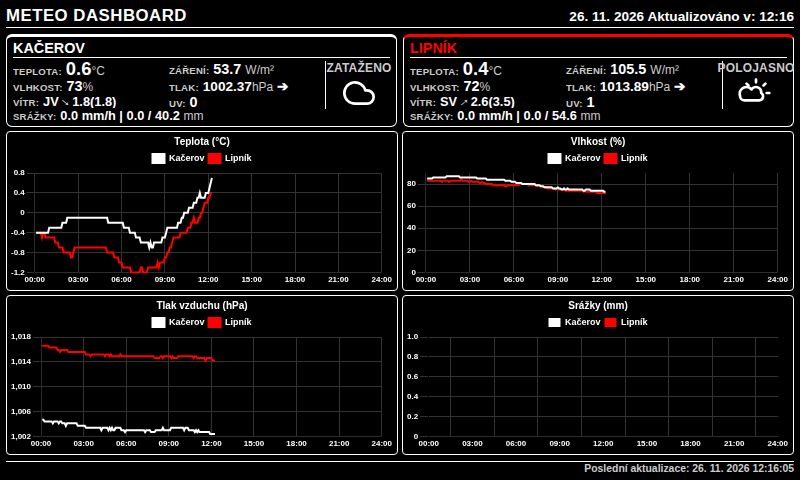 METEO DASHBOARD
26. 11. 2026 Aktualizováno v: 12:16
KAČEROV
TEPLOTA: 0.6°C
ZÁŘENÍ: 53.7 W/m²
ZATAŽENO
VLHKOST: 73%
TLAK: 1002.37hPa ➔
VÍTR: JV → 1.8(1.8)
UV: 0
SRÁŽKY: 0.0 mm/h | 0.0 / 40.2 mm
LIPNÍK
TEPLOTA: 0.4°C
ZÁŘENÍ: 105.5 W/m²
POLOJASNO
VLHKOST: 72%
TLAK: 1013.89hPa ➔
VÍTR: SV → 2.6(3.5)
UV: 1
SRÁŽKY: 0.0 mm/h | 0.0 / 54.6 mm
Teplota (°C)
Kačerov Lipník
0.8
0.4
0
-0.4
-0.8
-1.2
00:00 03:00 06:00 09:00 12:00 15:00 18:00 21:00 24:00
Vlhkost (%)
Kačerov Lipník
80
60
40
20
0
00:00 03:00 06:00 09:00 12:00 15:00 18:00 21:00 24:00
Tlak vzduchu (hPa)
Kačerov Lipník
1,018
1,014
1,010
1,006
1,002
00:00 03:00 06:00 09:00 12:00 15:00 18:00 21:00 24:00
Srážky (mm)
Kačerov Lipník
1.0
0.8
0.6
0.4
0.2
0
00:00 03:00 06:00 09:00 12:00 15:00 18:00 21:00 24:00
Poslední aktualizace: 26. 11. 2026 12:16:05